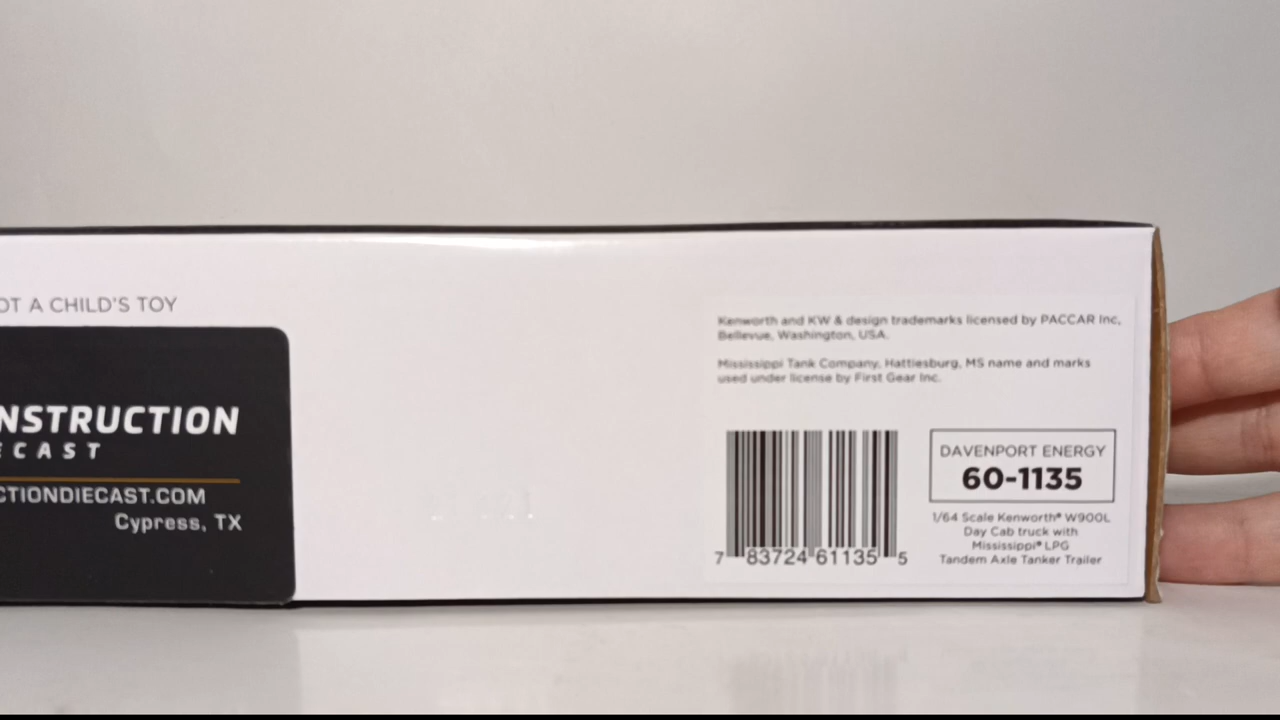 OT A CHILD'S TOY
NSTRUCTION
ECAST
CTIONDIECAST.COM
Cypress, TX
Kenworth and KW & design trademarks licensed by PACCAR Inc,
Bellevue, Washington, USA.
Mississippi Tank Company, Hattiesburg, MS name and marks
used under license by First Gear Inc.
7 83724 61135 5
DAVENPORT ENERGY
60-1135
1/64 Scale Kenworth® W900L
Day Cab truck with
Mississippi® LPG
Tandem Axle Tanker Trailer